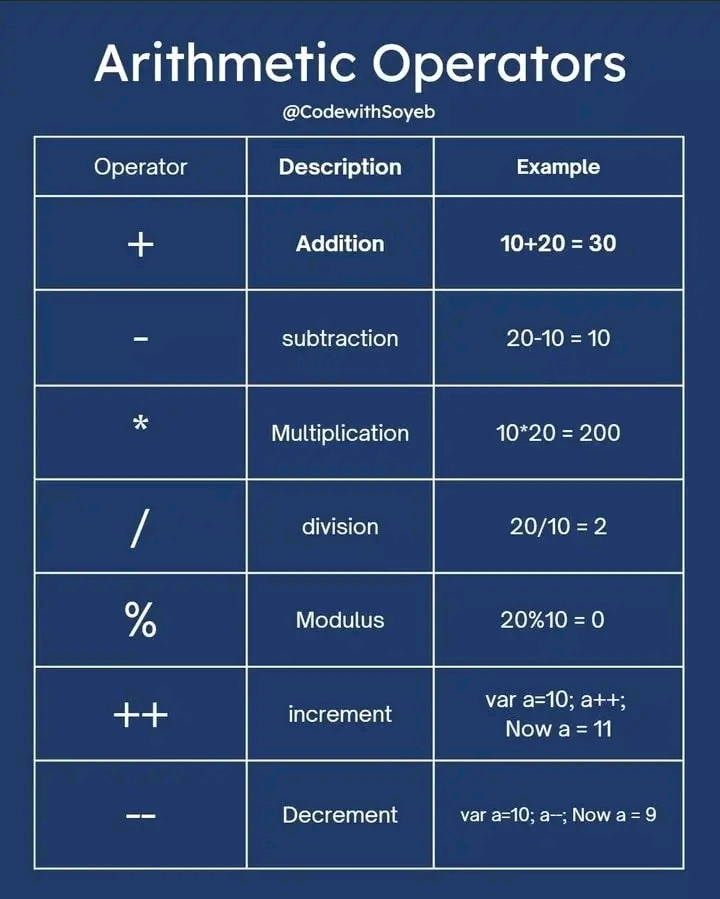 Arithmetic Operators
@CodewithSoyeb
Operator Description Example
+ Addition 10+20 = 30
- subtraction 20-10 = 10
* Multiplication 10*20 = 200
/ division 20/10 = 2
% Modulus 20%10 = 0
++ increment var a=10; a++;
Now a = 11
-- Decrement var a=10; a--; Now a = 9